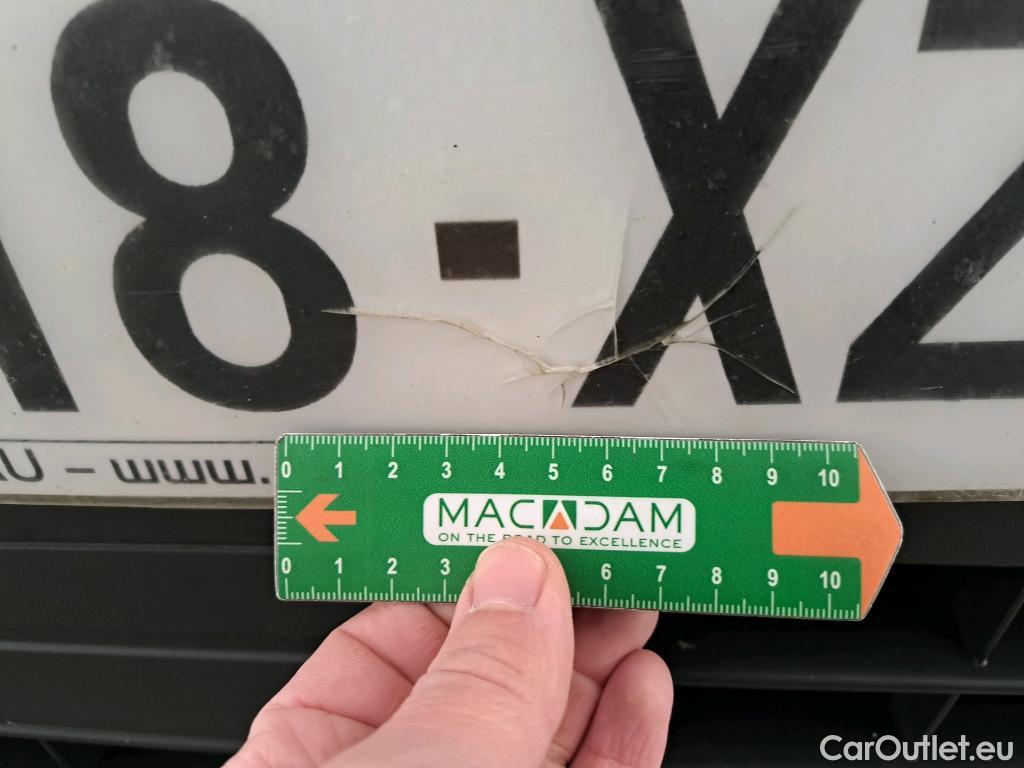 8-XZ
www.
0 1 2 3 4 5 6 7 8 9 10
MACADAM
ON THE ROAD TO EXCELLENCE
0 1 2 3 6 7 8 9 10
CarOutlet.eu